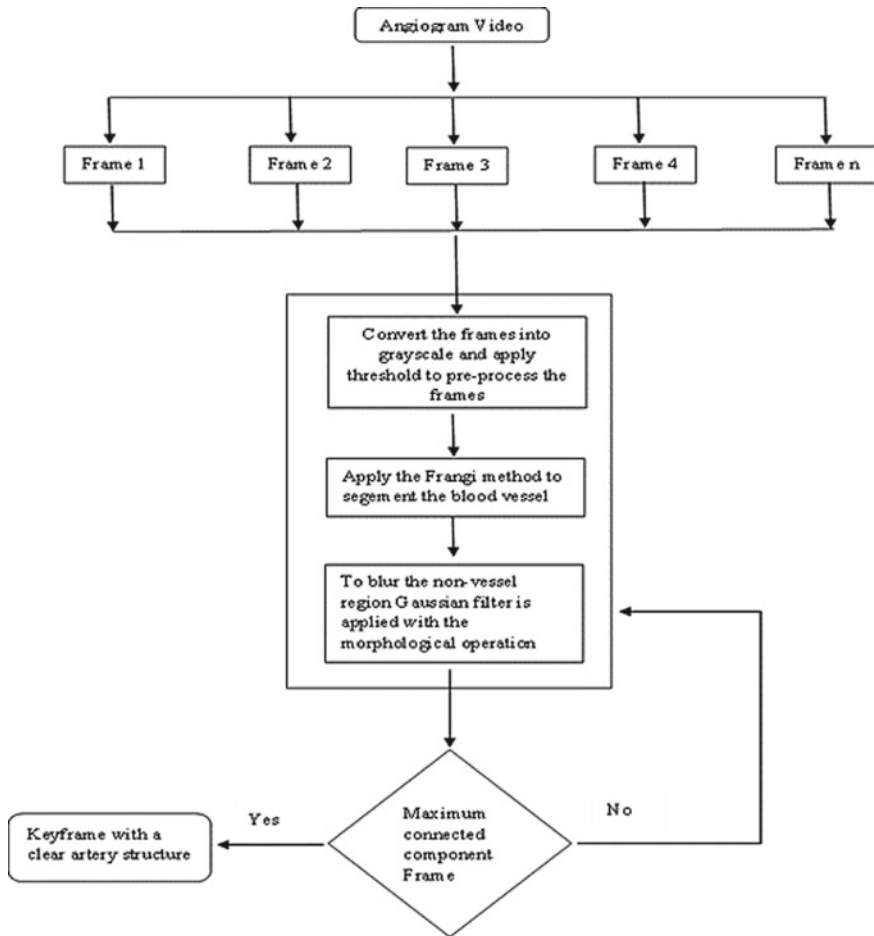 Angiogram Video
Frame 1
Frame 2
Frame 3
Frame 4
Frame n
Convert the frames into
grayscale and apply
threshold to pre-process the
frames
Apply the Frangi method to
segement the blood vessel
To blur the non-vessel
region Gaussian filter is
applied with the
morphological operation
Yes
No
Maximum
connected
component
Frame
Keyframe with a
clear artery structure